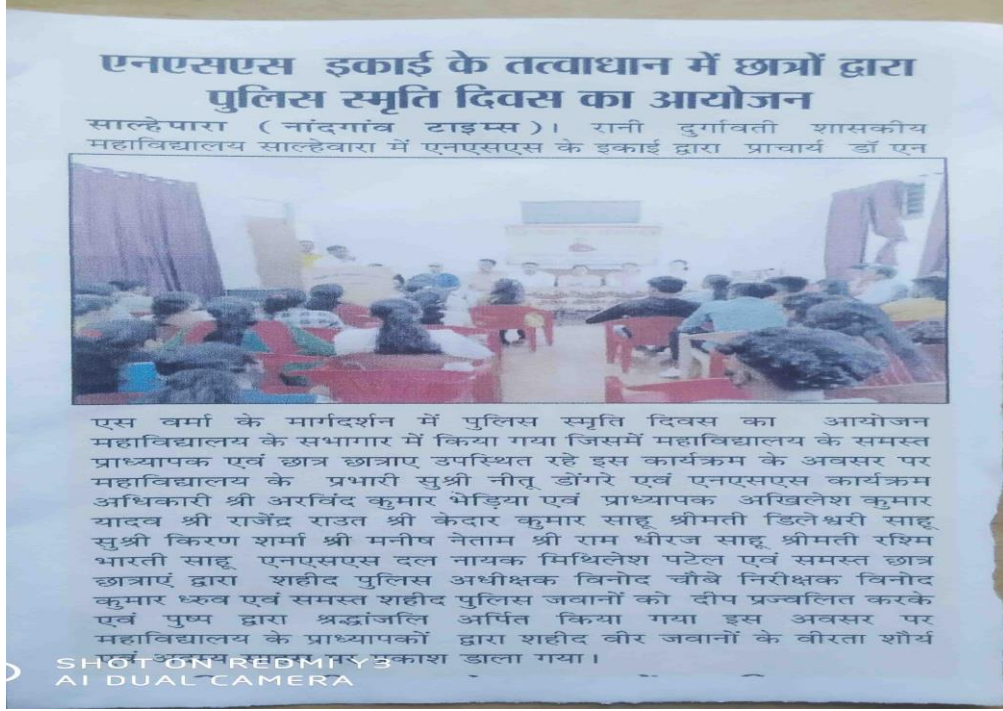 एनएसएस इकाई के तत्वाधान में छात्रों द्वारा
पुलिस स्मृति दिवस का आयोजन
साल्हेपारा (नांदगांव टाइम्स)। रानी दुर्गावती शासकीय
महाविद्यालय साल्हेवारा में एनएसएस के इकाई द्वारा प्राचार्य डॉ एन
एस वर्मा के मार्गदर्शन में पुलिस स्मृति दिवस का आयोजन
महाविद्यालय के सभागार में किया गया जिसमें महाविद्यालय के समस्त
प्राध्यापक एवं छात्र छात्राए उपस्थित रहे इस कार्यक्रम के अवसर पर
महाविद्यालय के प्रभारी सुश्री नीतू डोंगरे एवं एनएसएस कार्यक्रम
अधिकारी श्री अरविंद कुमार भेड़िया एवं प्राध्यापक अखिलेश कुमार
यादव श्री राजेंद्र राउत श्री केदार कुमार साहू श्रीमती डिलेश्वरी साहू
सुश्री किरण शर्मा श्री मनीष नेताम श्री राम धीरज साहू श्रीमती रश्मि
भारती साहू एनएसएस दल नायक मिथिलेश पटेल एवं समस्त छात्र
छात्राएं द्वारा शहीद पुलिस अधीक्षक विनोद चौबे निरीक्षक विनोद
कुमार ध्रुव एवं समस्त शहीद पुलिस जवानों को दीप प्रज्वलित करके
एवं पुष्प द्वारा श्रद्धांजलि अर्पित किया गया इस अवसर पर
महाविद्यालय के प्राध्यापकों द्वारा शहीद वीर जवानों के वीरता शौर्य
एवं पर प्रकाश डाला गया।
SHOT ON REDMI Y3
AI DUAL CAMERA